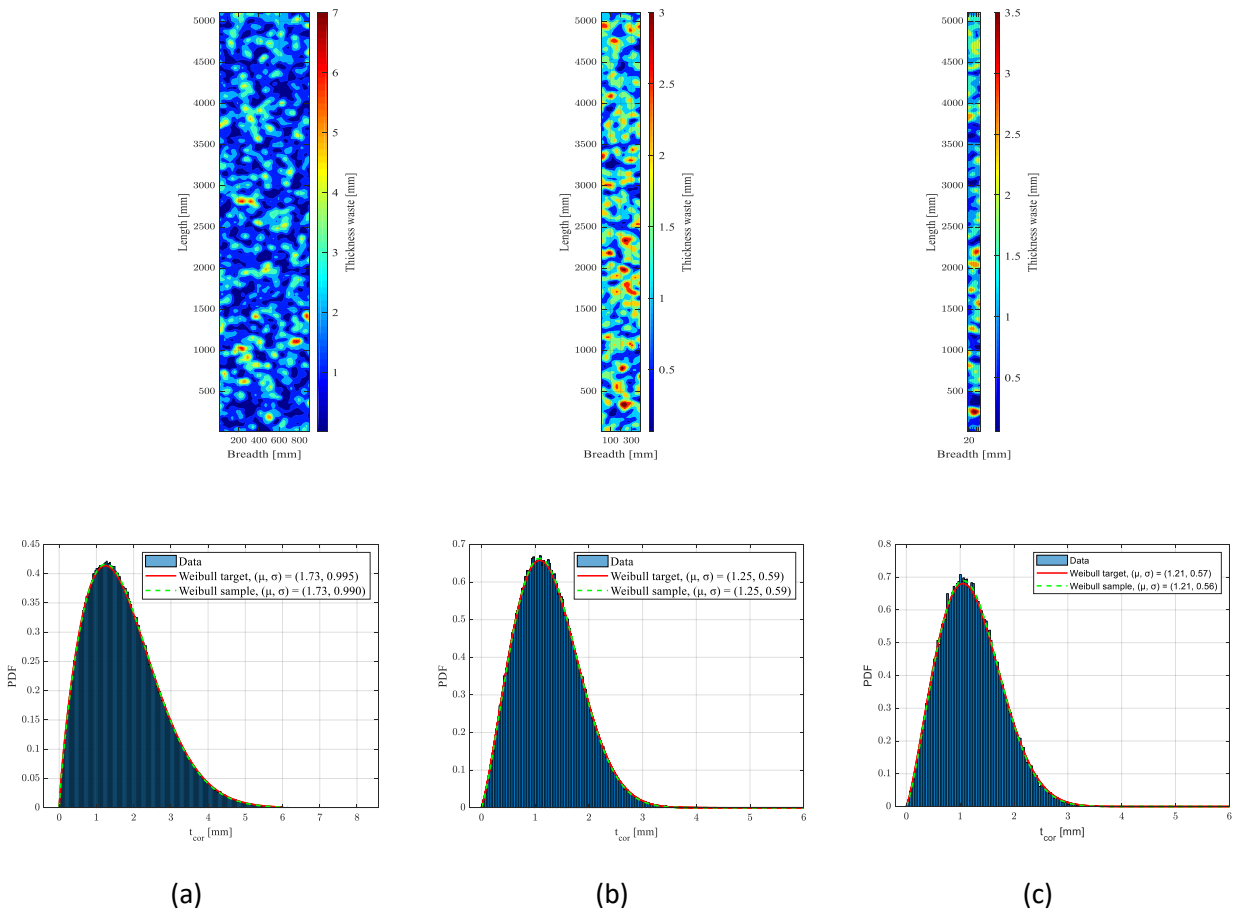 5000
4500
4000
3500
3000
2500
2000
1500
1000
500
Length [mm]
200 400 600 800
Breadth [mm]
7
6
5
4
3
2
1
Thickness waste [mm]
5000
4500
4000
3500
3000
2500
2000
1500
1000
500
Length [mm]
100 300
Breadth [mm]
3
2.5
2
1.5
1
0.5
Thickness waste [mm]
5000
4500
4000
3500
3000
2500
2000
1500
1000
500
Length [mm]
20
Breadth [mm]
3.5
3
2.5
2
1.5
1
0.5
Thickness waste [mm]
0.45
0.4
0.35
0.3
0.25
0.2
0.15
0.1
0.05
0
PDF
Data
Weibull target, (μ, σ) = (1.73, 0.995)
Weibull sample, (μ, σ) = (1.73, 0.990)
0 1 2 3 4 5 6 7 8
t_cor [mm]
0.7
0.6
0.5
0.4
0.3
0.2
0.1
0
PDF
Data
Weibull target, (μ, σ) = (1.25, 0.59)
Weibull sample, (μ, σ) = (1.25, 0.59)
0 1 2 3 4 5 6
t_cor [mm]
0.8
0.7
0.6
0.5
0.4
0.3
0.2
0.1
0
PDF
Data
Weibull target, (μ, σ) = (1.21, 0.57)
Weibull sample, (μ, σ) = (1.21, 0.56)
0 1 2 3 4 5 6
t_cor [mm]
(a) (b) (c)